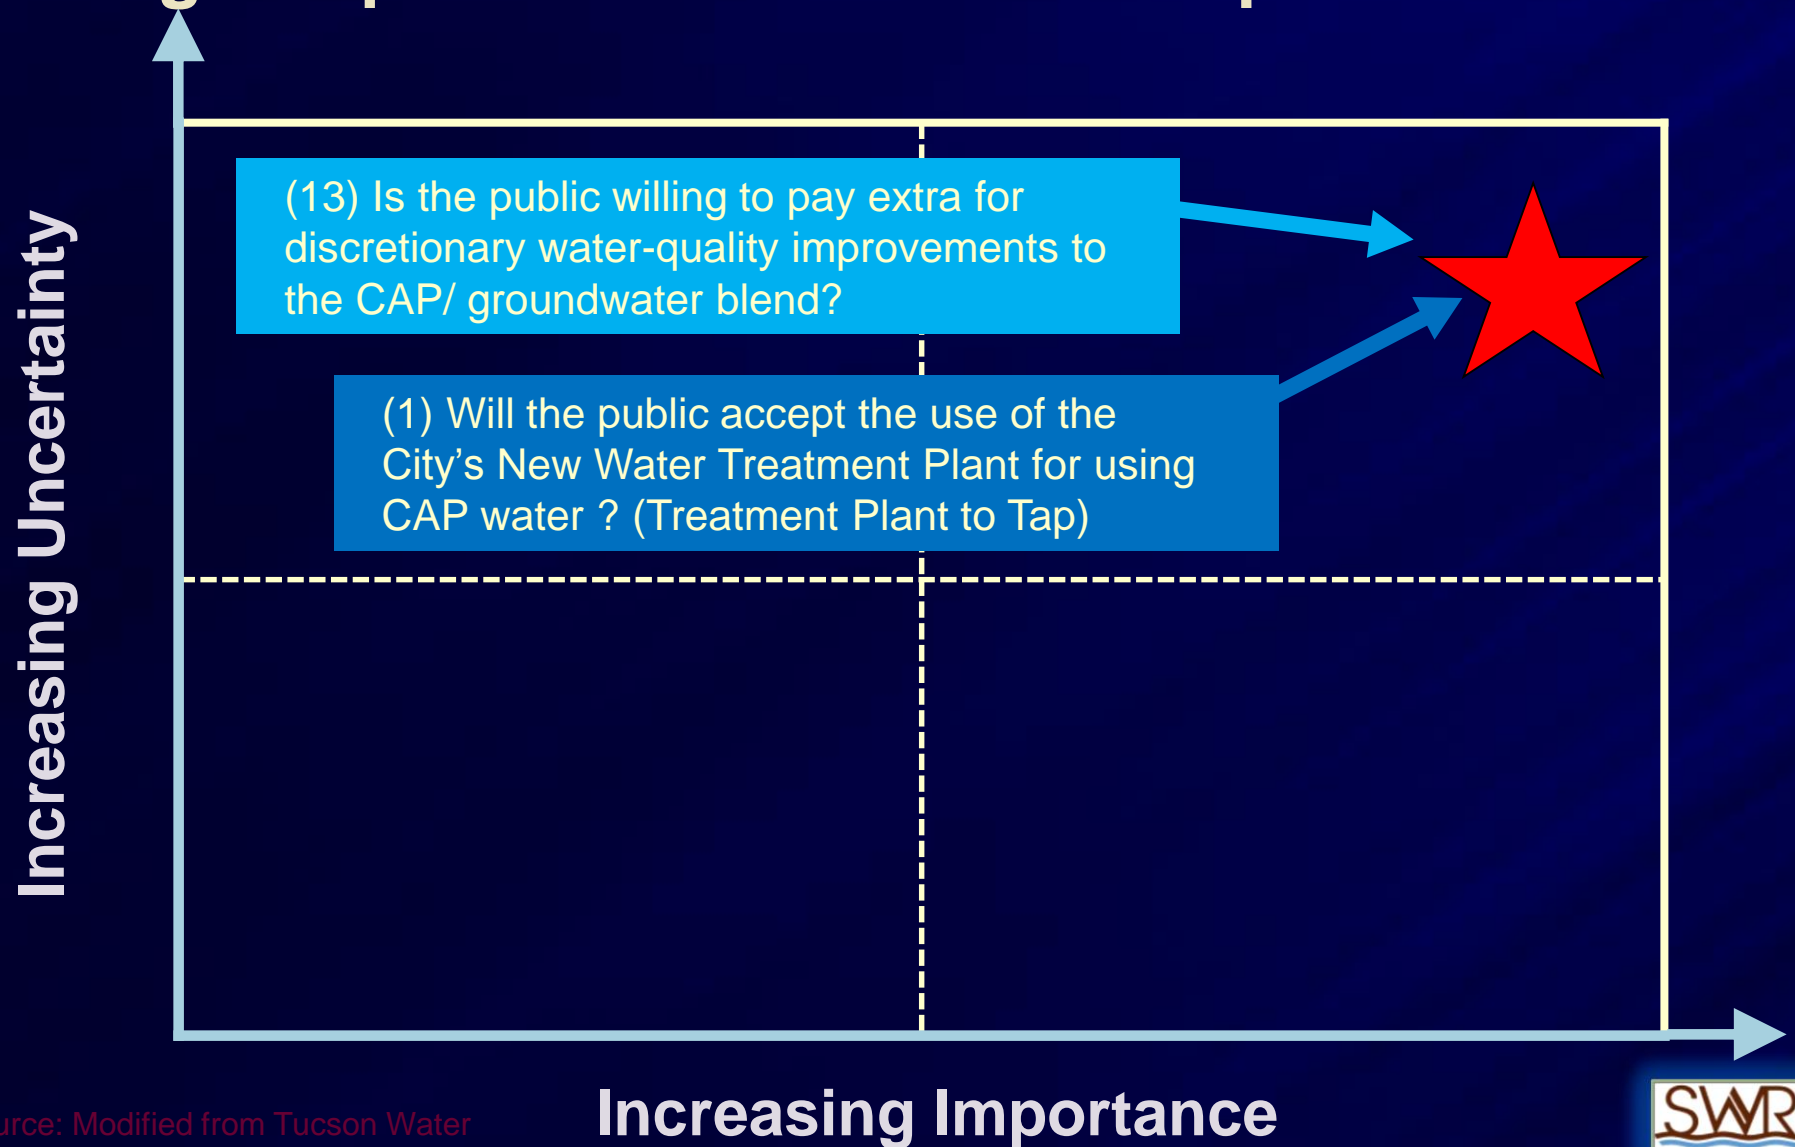 Increasing Uncertainty
(13) Is the public willing to pay extra for
discretionary water-quality improvements to
the CAP/ groundwater blend?
(1) Will the public accept the use of the
City’s New Water Treatment Plant for using
CAP water ? (Treatment Plant to Tap)
Increasing Importance
Modified from Tucson Water
SWR